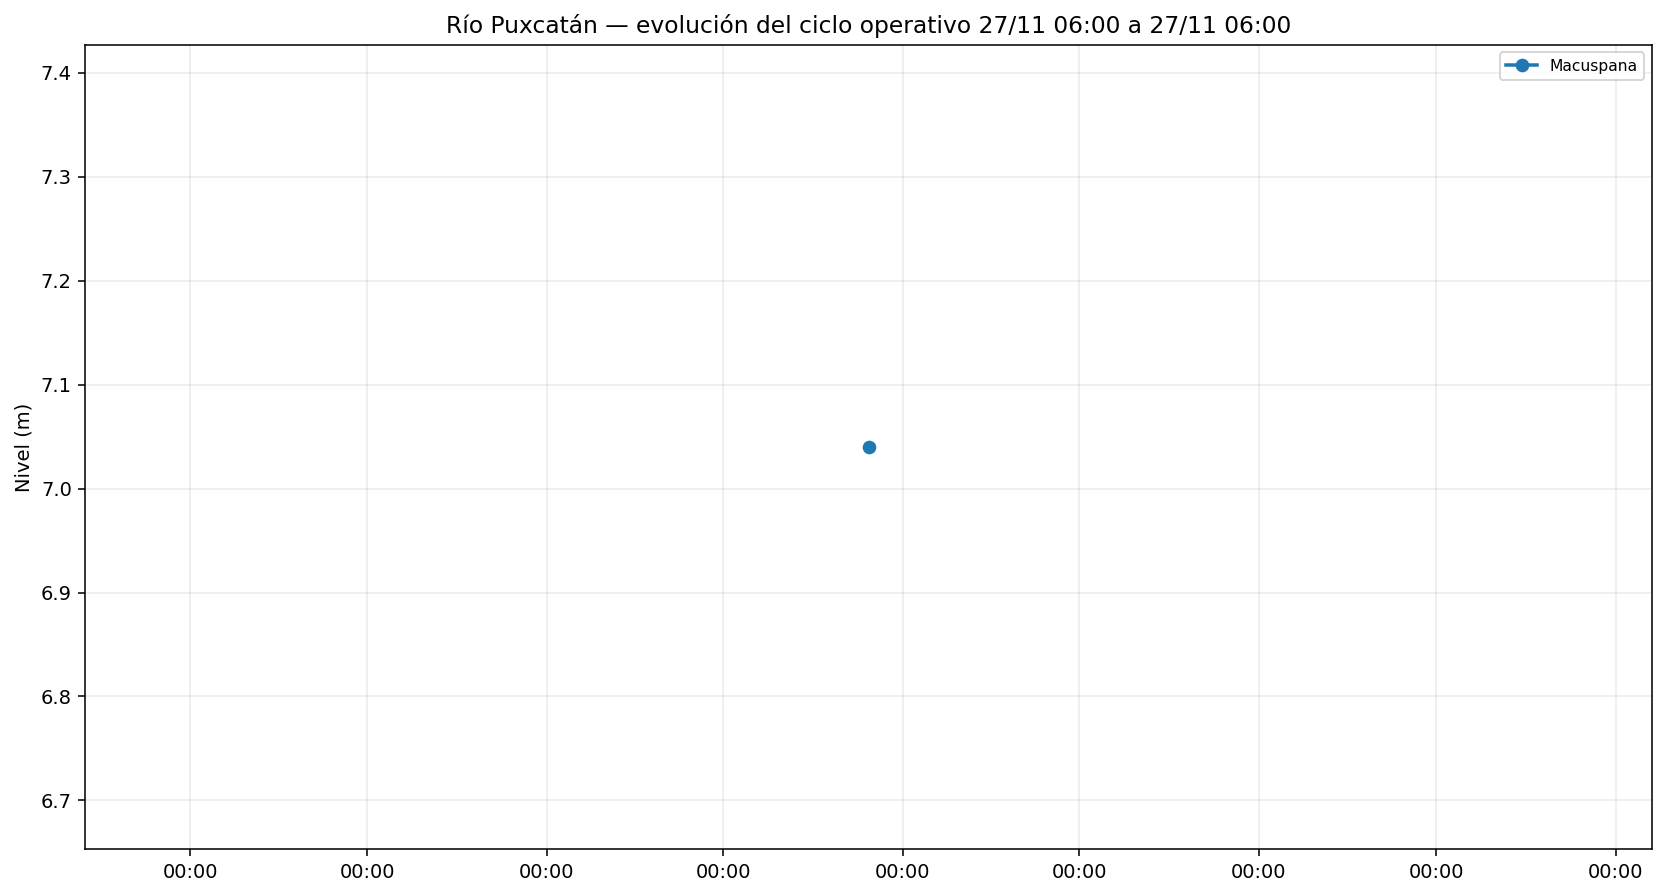 Río Puxcatán — evolución del ciclo operativo 27/11 06:00 a 27/11 06:00
Macuspana
Nivel (m)
7.4
7.3
7.2
7.1
7.0
6.9
6.8
6.7
00:00 00:00 00:00 00:00 00:00 00:00 00:00 00:00 00:00